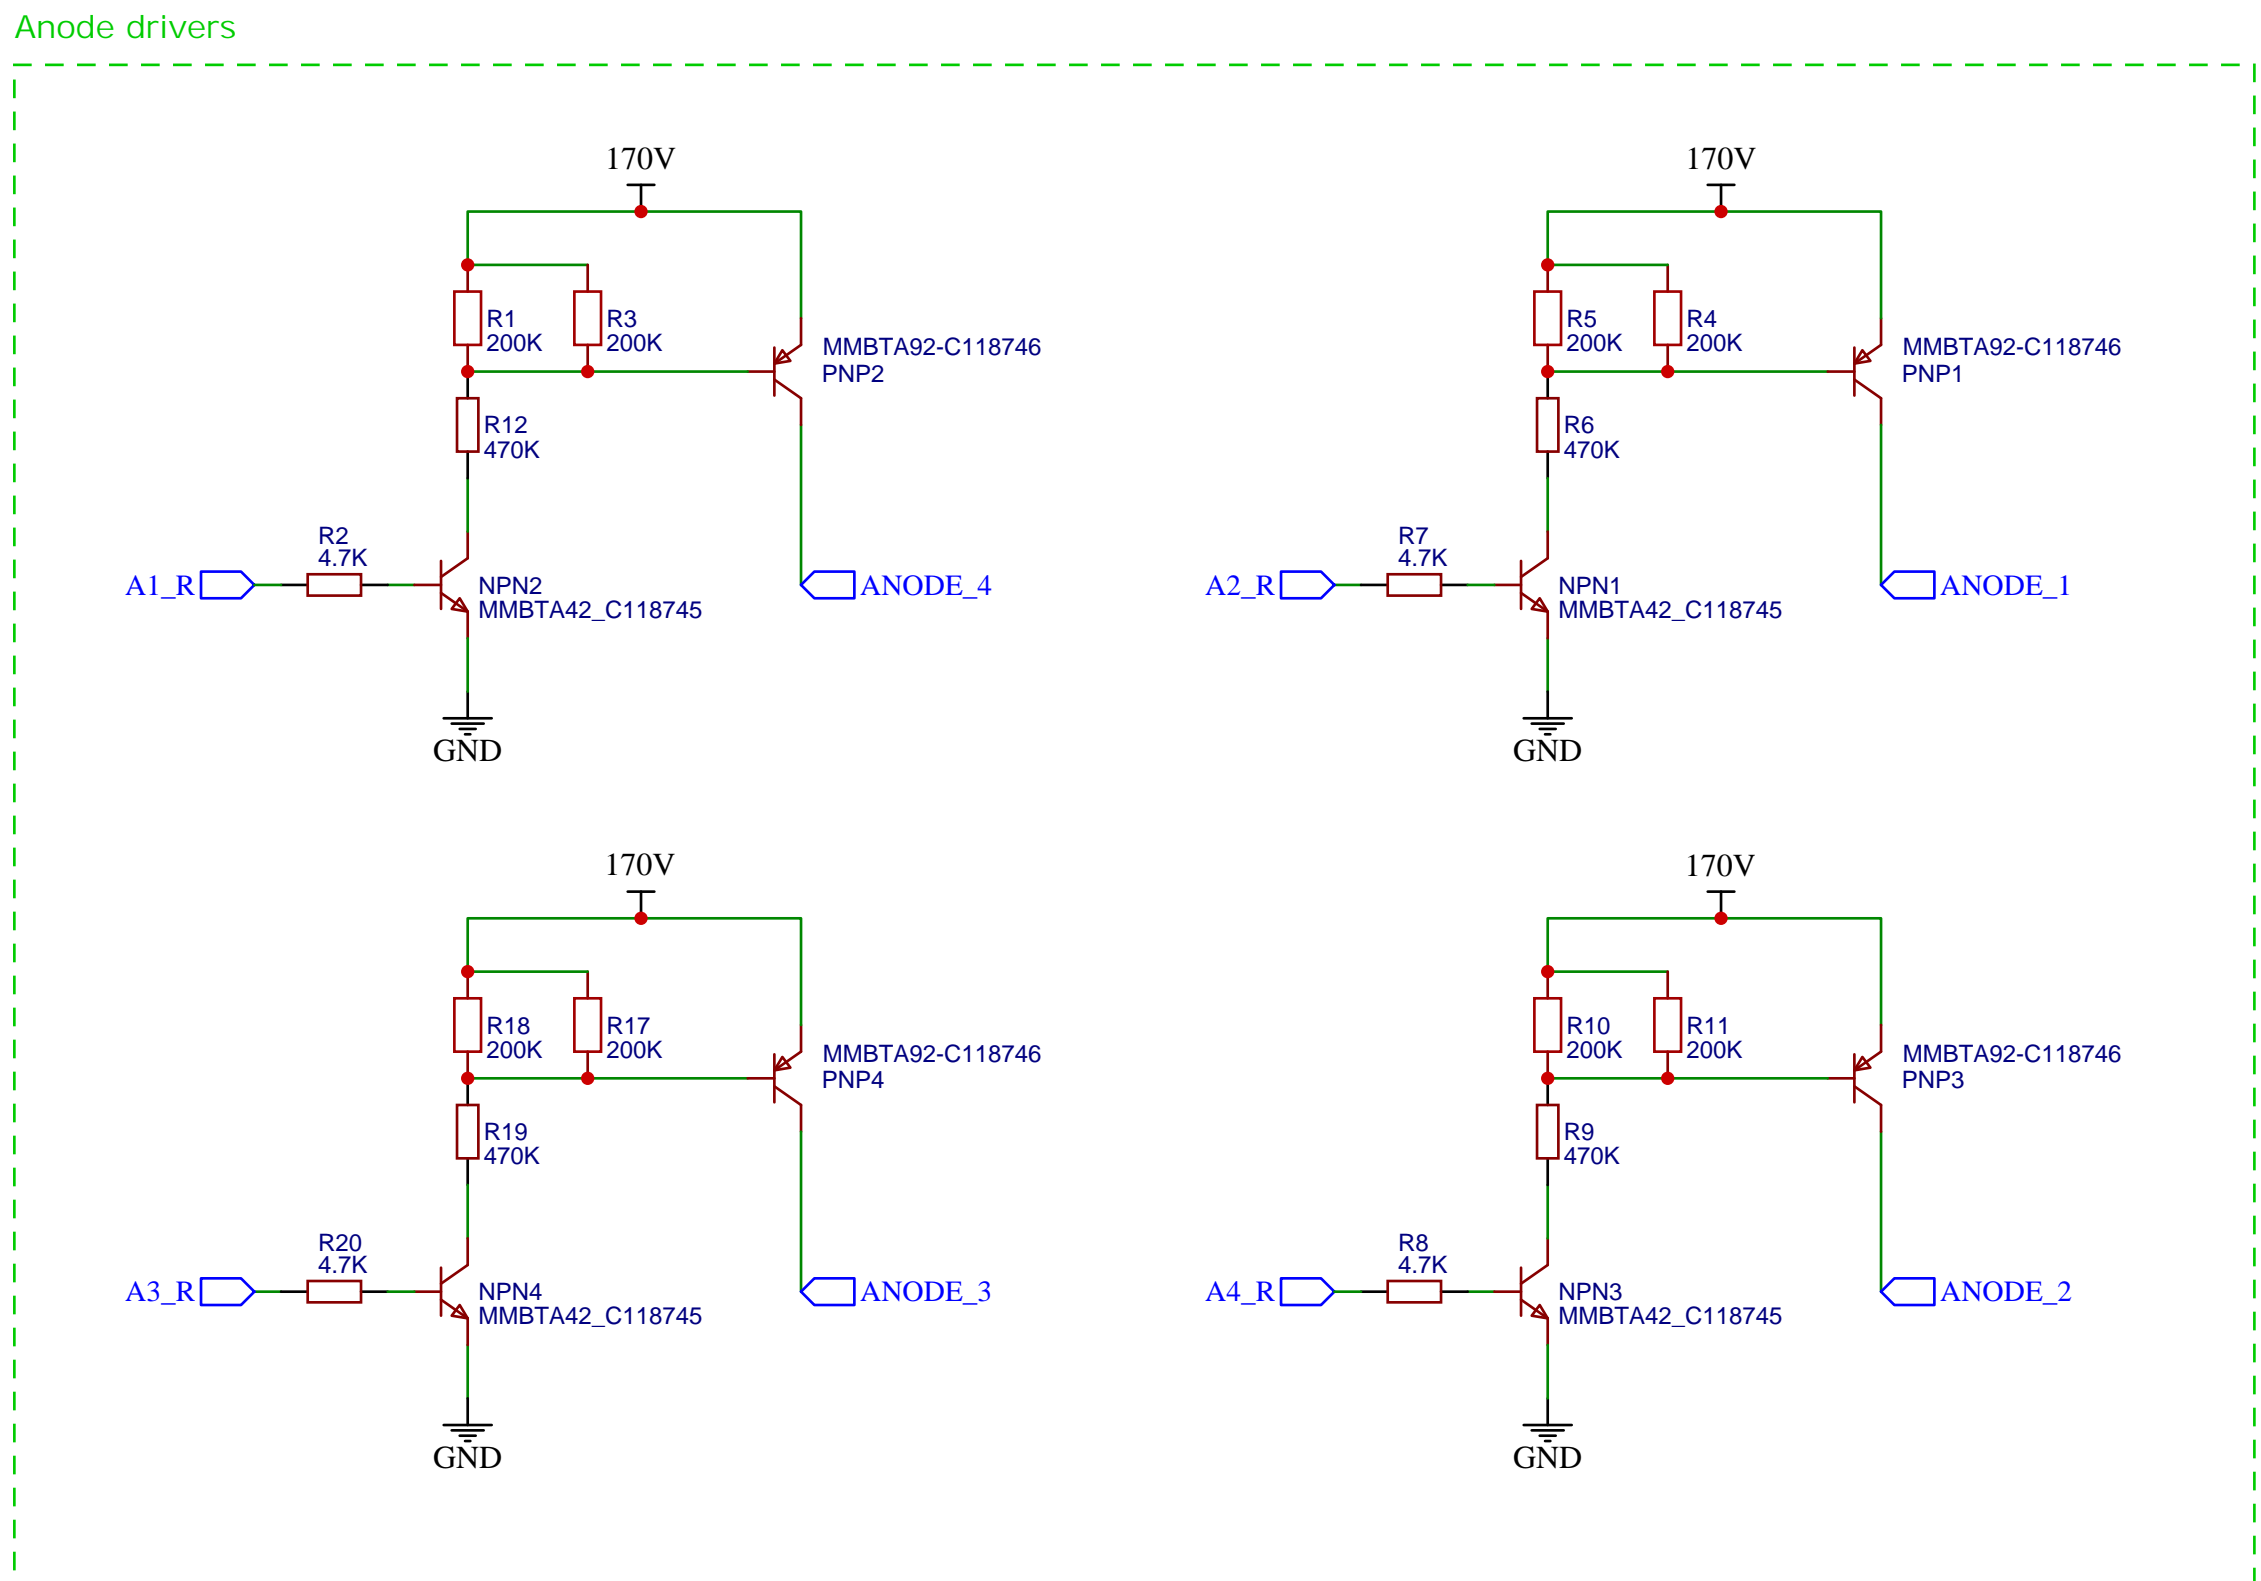 Anode drivers
170V
R1
200K
R3
200K
MMBTA92-C118746
PNP2
R12
470K
R2
4.7K
A1_R
NPN2
MMBTA42_C118745
ANODE_4
GND
170V
R5
200K
R4
200K
MMBTA92-C118746
PNP1
R6
470K
R7
4.7K
A2_R
NPN1
MMBTA42_C118745
ANODE_1
GND
170V
R18
200K
R17
200K
MMBTA92-C118746
PNP4
R19
470K
R20
4.7K
A3_R
NPN4
MMBTA42_C118745
ANODE_3
GND
170V
R10
200K
R11
200K
MMBTA92-C118746
PNP3
R9
470K
R8
4.7K
A4_R
NPN3
MMBTA42_C118745
ANODE_2
GND